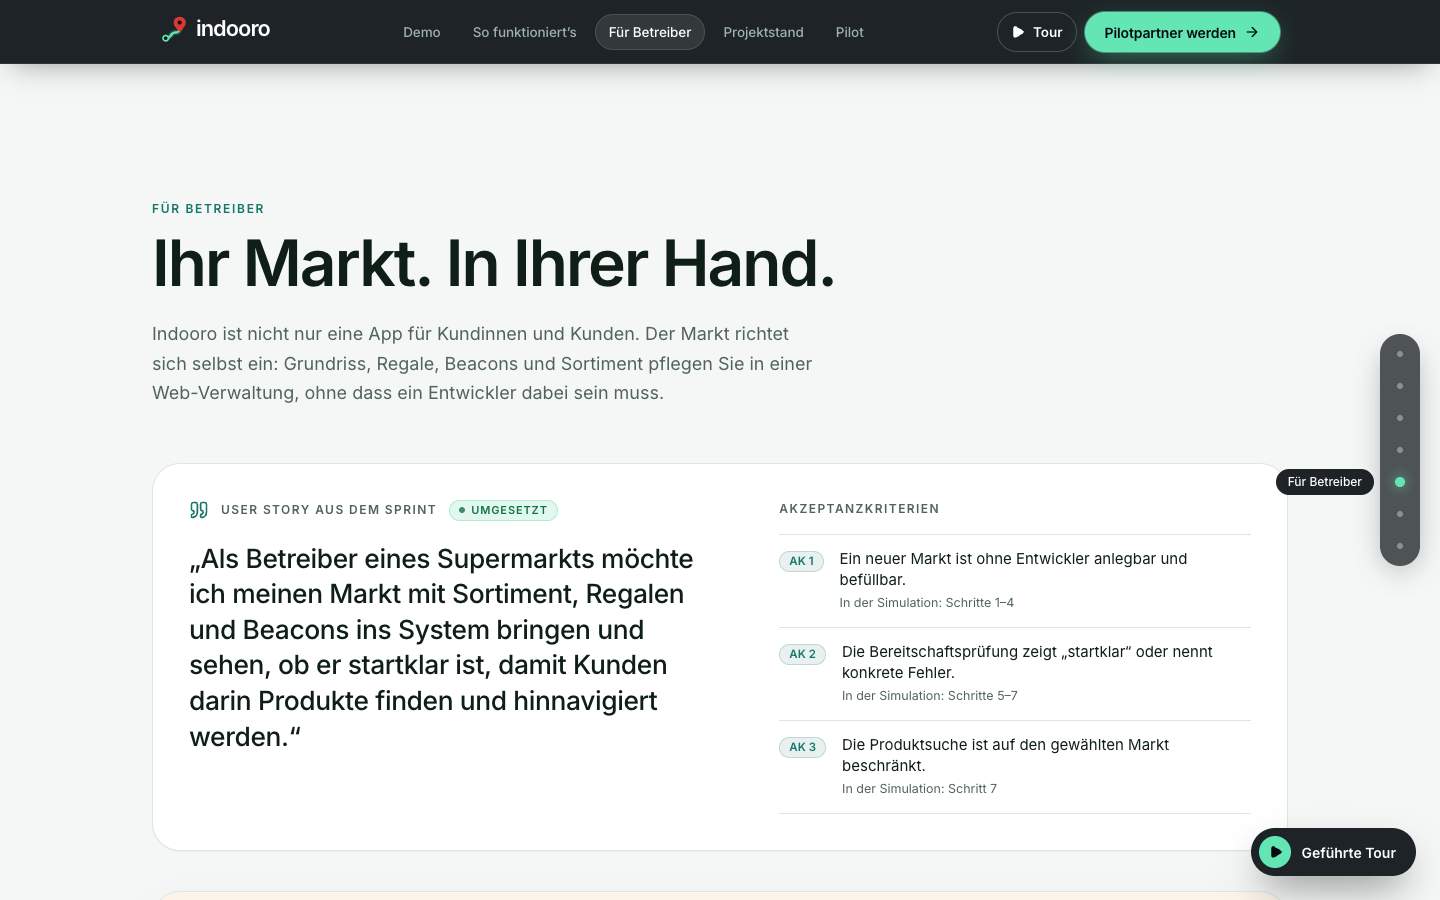 indooro
Demo
So funktioniert's
Für Betreiber
Projektstand
Pilot
Tour
Pilotpartner werden
FÜR BETREIBER
Ihr Markt. In Ihrer Hand.
Indooro ist nicht nur eine App für Kundinnen und Kunden. Der Markt richtet
sich selbst ein: Grundriss, Regale, Beacons und Sortiment pflegen Sie in einer
Web-Verwaltung, ohne dass ein Entwickler dabei sein muss.
USER STORY AUS DEM SPRINT
UMGESETZT
„Als Betreiber eines Supermarkts möchte
ich meinen Markt mit Sortiment, Regalen
und Beacons ins System bringen und
sehen, ob er startklar ist, damit Kunden
darin Produkte finden und hinnavigiert
werden.“
AKZEPTANZKRITERIEN
AK 1
Ein neuer Markt ist ohne Entwickler anlegbar und
befüllbar.
In der Simulation: Schritte 1–4
AK 2
Die Bereitschaftsprüfung zeigt „startklar“ oder nennt
konkrete Fehler.
In der Simulation: Schritte 5–7
AK 3
Die Produktsuche ist auf den gewählten Markt
beschränkt.
In der Simulation: Schritt 7
Für Betreiber
Geführte Tour